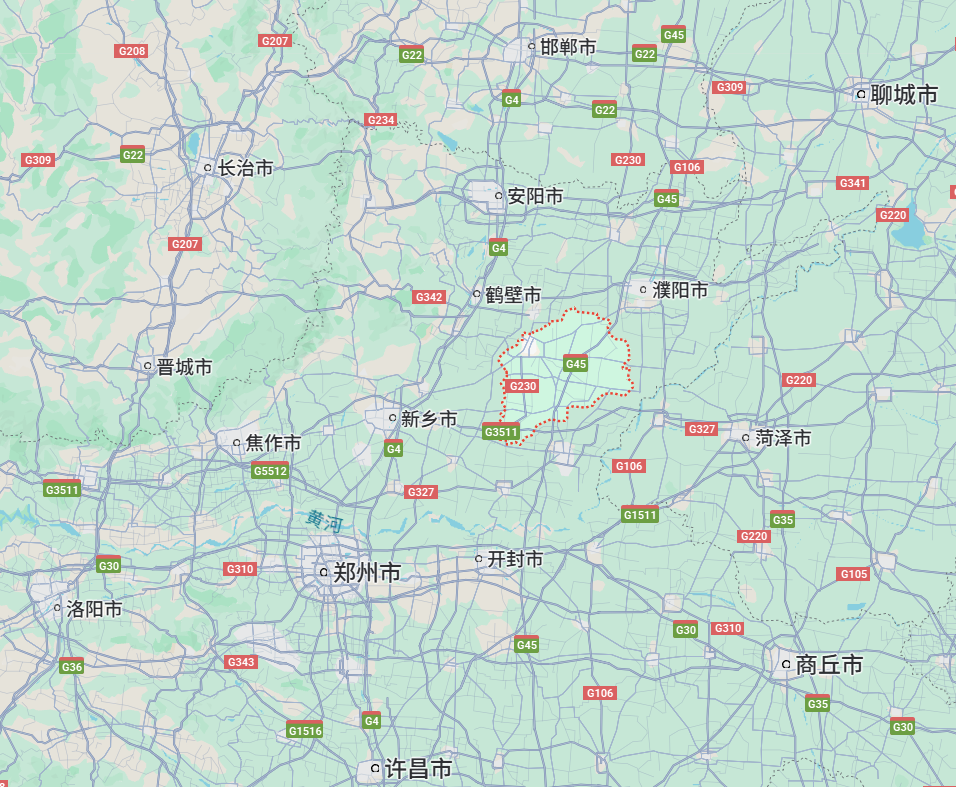 G207
G45
G208
邯郸市
G22
G22
G309
聊城市
G4
G22
G234
G309
G22
长治市
G230
G106
G341
安阳市
G45
G220
G207
G4
G342
鹤壁市
濮阳市
G45
晋城市
G230
G220
新乡市
G3511
G327
菏泽市
焦作市
G4
G5512
G106
G3511
G327
G1511
G35
黄河
G220
开封市
G30
G310
郑州市
G105
洛阳市
G30
G310
G45
G343
G36
商丘市
G106
G35
G4
G1516
G30
许昌市